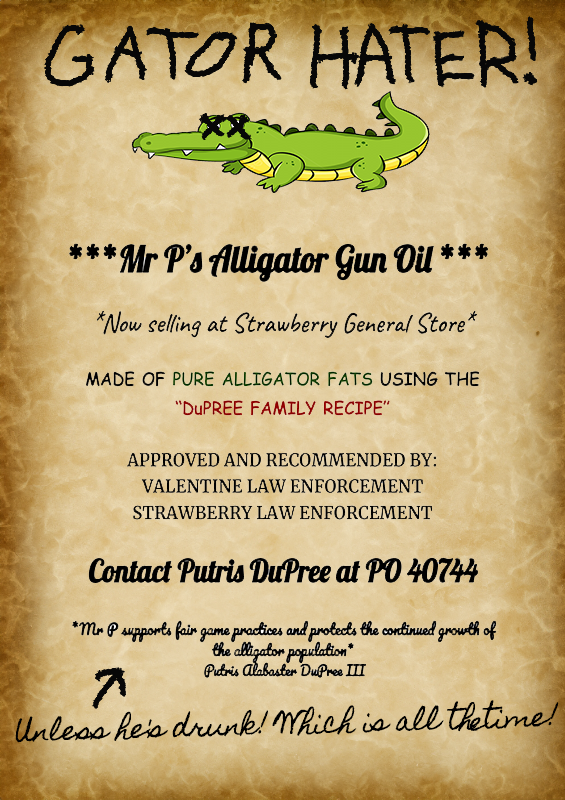 GATOR HATER!
***Mr P's Alligator Gun Oil ***
*Now selling at Strawberry General Store*
MADE OF PURE ALLIGATOR FATS USING THE
"DuPREE FAMILY RECIPE"
APPROVED AND RECOMMENDED BY:
VALENTINE LAW ENFORCEMENT
STRAWBERRY LAW ENFORCEMENT
Contact Putris DuPree at PO 40744
*Mr P supports fair game practices and protects the continued growth of
the alligator population*
Putris Alabaster DuPree III
Unless he's drunk! Which is all thetime!